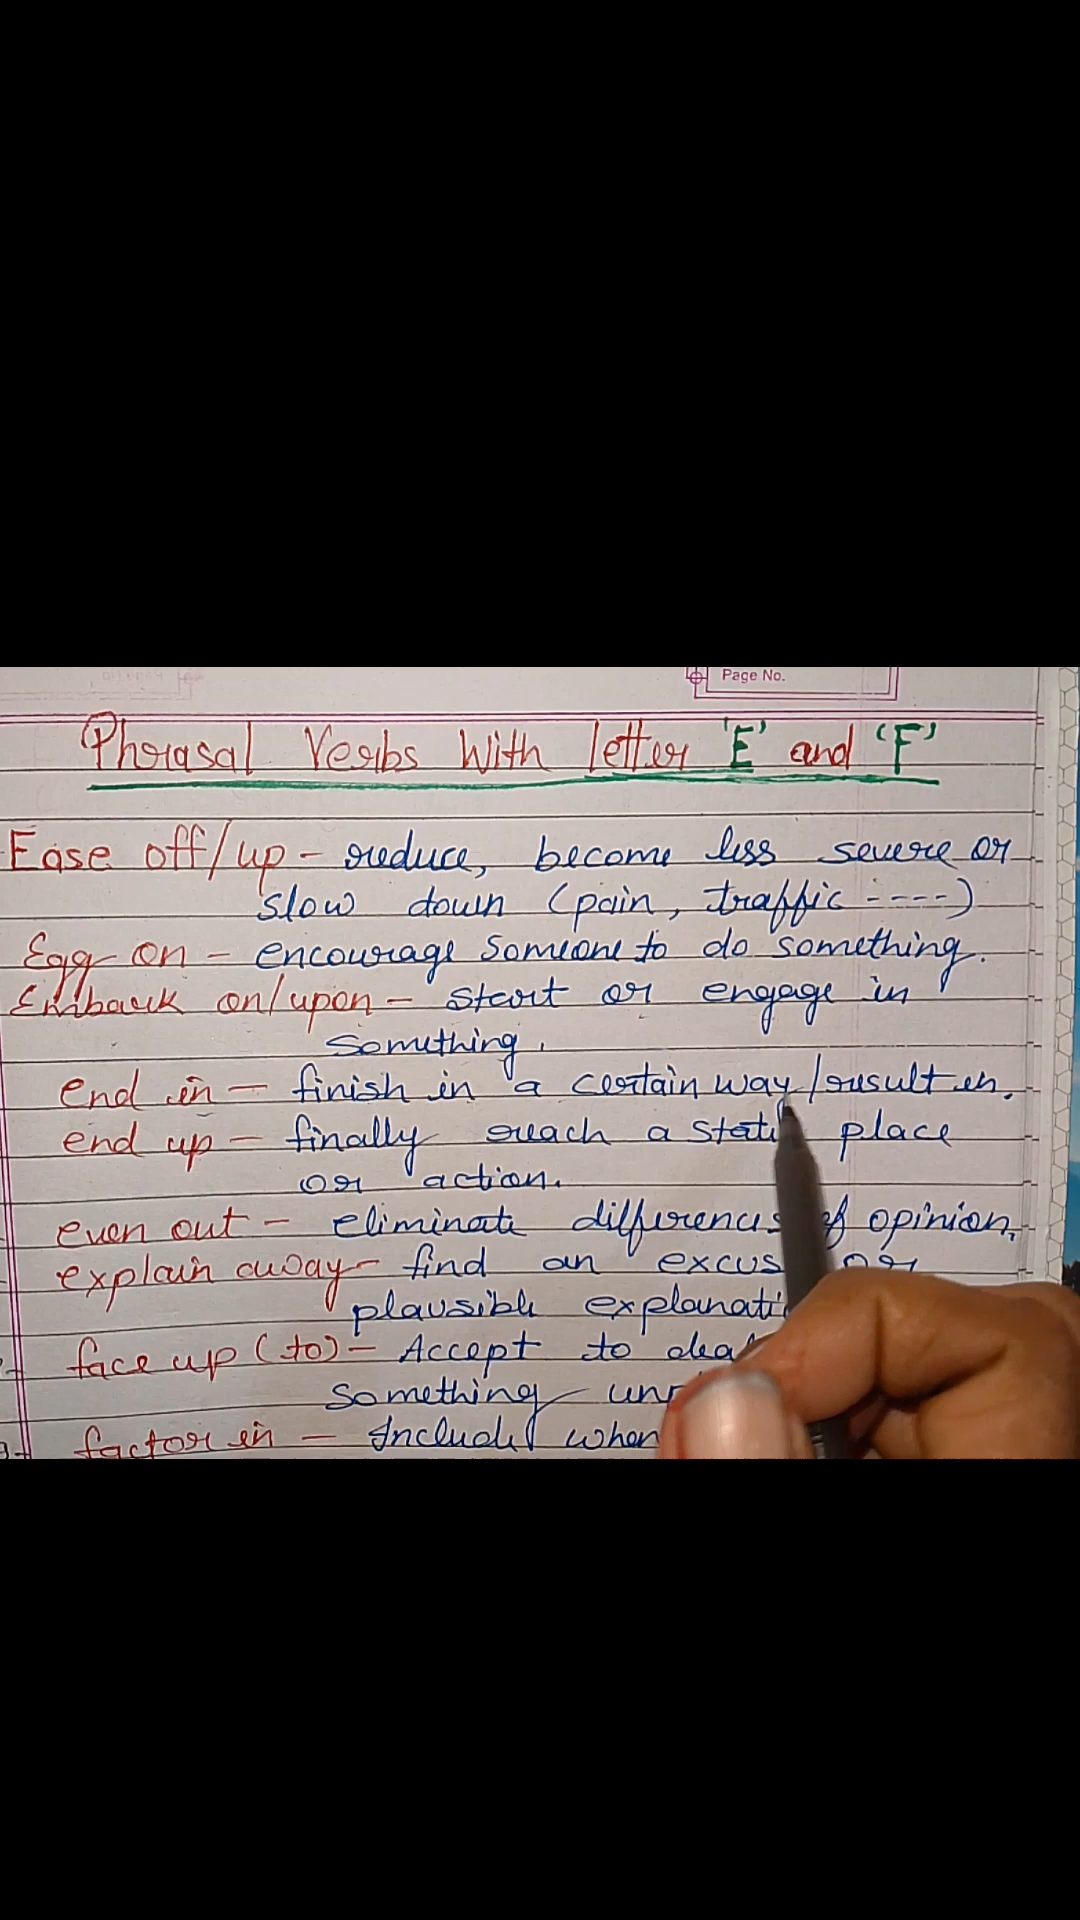 Page No.
Phrasal Verbs With letter 'E' and 'F'
Ease off/up - reduce, become less severe or
slow down (pain, traffic ----)
Egg on - encourage someone to do something.
Embark on/upon - start or engage in
something.
end in - finish in a certain way/result in.
end up - finally reach a state place
or action.
even out - eliminate differences of opinion.
explain away - find an excus or
plausible explanati
face up (to) - Accept to deal
something
factor in - Include when